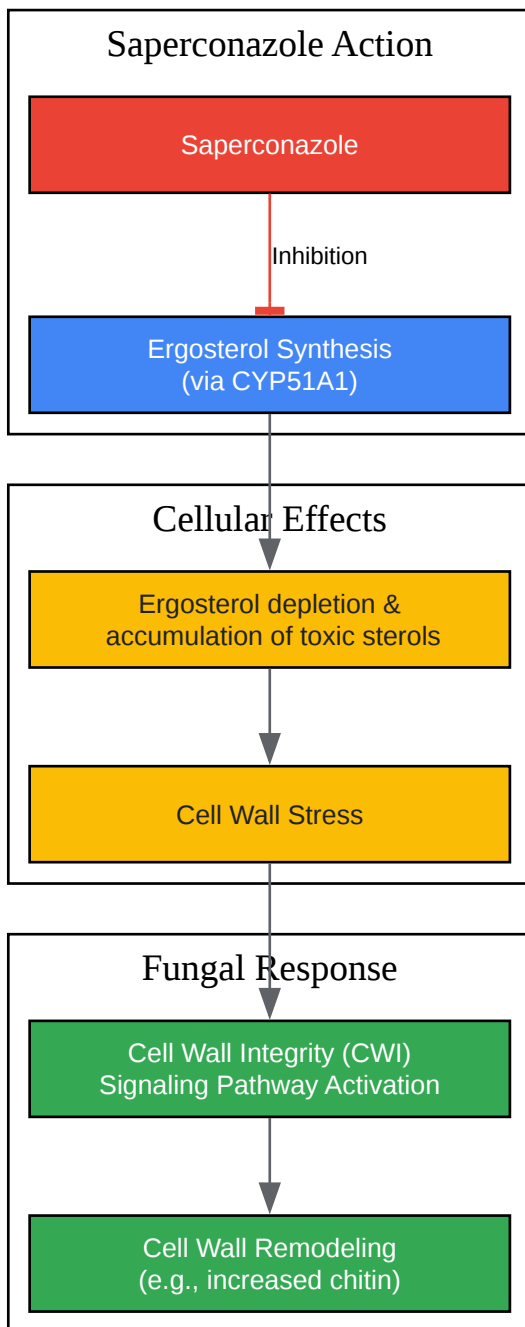 Saperconazole Action
Saperconazole
Inhibition
Ergosterol Synthesis
(via CYP51A1)
Cellular Effects
Ergosterol depletion &
accumulation of toxic sterols
Cell Wall Stress
Fungal Response
Cell Wall Integrity (CWI)
Signaling Pathway Activation
Cell Wall Remodeling
(e.g., increased chitin)